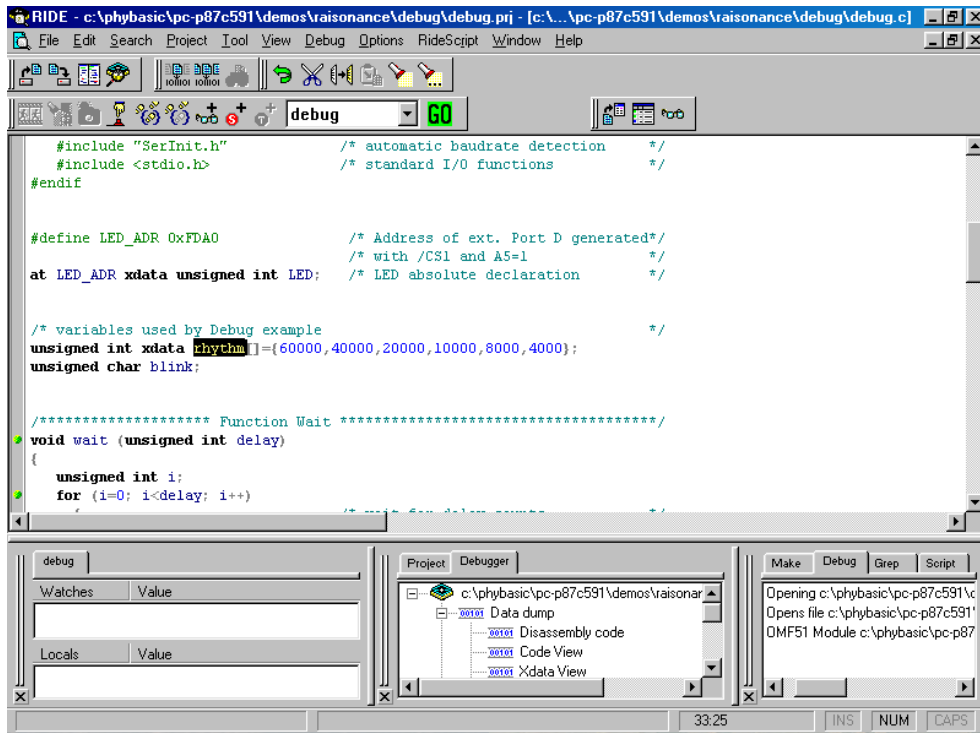 RIDE - c:\phybasic\pc-p87c591\demos\raisonance\debug\debug.prj - [c:\...\pc-p87c591\demos\raisonance\debug\debug.c]
File Edit Search Project Tool View Debug Options RideScript Window Help
debug GO
#include "SerInit.h" /* automatic baudrate detection */
#include <stdio.h> /* standard I/O functions */
#endif
#define LED_ADR 0xFDA0 /* Address of ext. Port D generated*/
/* with /CS1 and A5=1 */
at LED_ADR xdata unsigned int LED; /* LED absolute declaration */
/* variables used by Debug example */
unsigned int xdata rhythm[]={60000,40000,20000,10000,8000,4000};
unsigned char blink;
/******************** Function Wait *************************************/
void wait (unsigned int delay)
{
unsigned int i;
for (i=0; i<delay; i++)
{ /* wait for delay counts */
debug
Watches Value
Locals Value
Project Debugger
c:\phybasic\pc-p87c591\demos\raisonar
Data dump
Disassembly code
Code View
Xdata View
Make Debug Grep Script
Opening c:\phybasic\pc-p87c591\
Opens file c:\phybasic\pc-p87c591'
OMF51 Module c:\phybasic\pc-p87
33:25 INS NUM CAPS